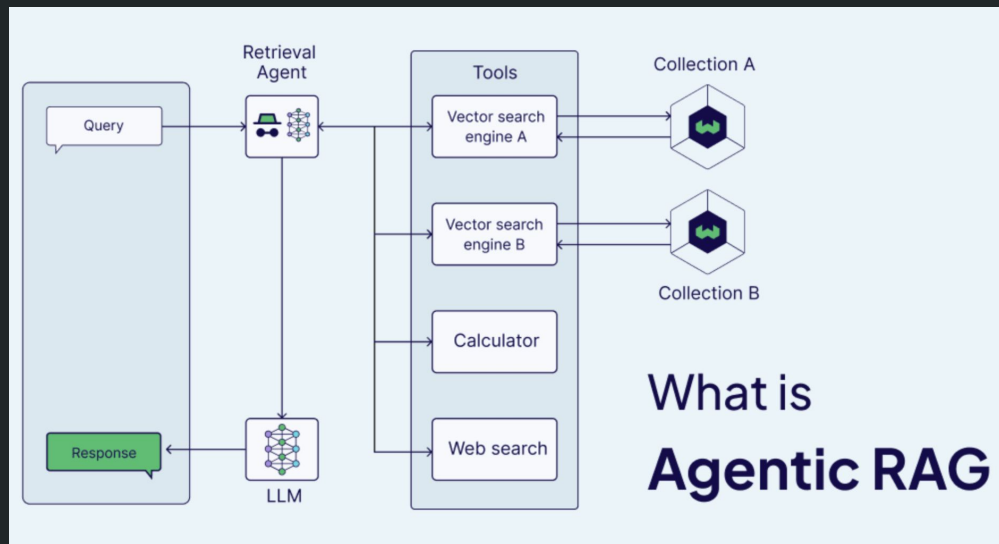 Retrieval
Agent
Query
Tools
Vector search
engine A
Collection A
Vector search
engine B
Collection B
Calculator
Web search
Response
LLM
What is
Agentic RAG